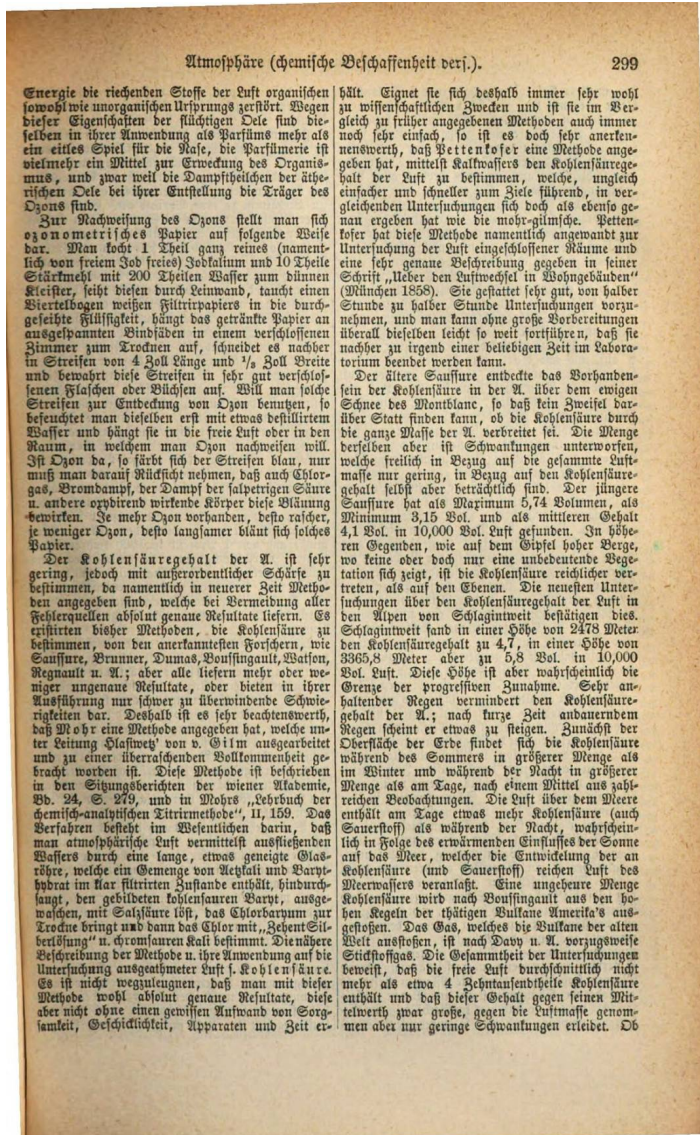 Atmosphäre (chemische Beschaffenheit ders.). 299
Energie die riechenden Stoffe der Luft organischen
sowohl wie unorganischen Ursprungs zerstört. Wegen
dieser Eigenschaften der flüchtigen Oele sind die-
selben in ihrer Anwendung als Parfüms mehr als
ein eitles Spiel für die Nase, die Parfümerie ist
vielmehr ein Mittel zur Erweckung des Organis-
mus, und zwar weil die Dampftheilchen der äthe-
rischen Oele bei ihrer Entstellung die Träger des
Ozons sind.
Zur Nachweisung des Ozons stellt man sich
ozonometrisches Papier auf folgende Weise
dar. Man kocht 1 Theil ganz reines (nament-
lich von freiem Jod freies) Jodkalium und 10 Theile
Stärkmehl mit 200 Theilen Wasser zum dünnen
Kleister, seiht diesen durch Leinwand, taucht einen
Viertelbogen weißen Filtrirpapiers in die durch-
geseihte Flüssigkeit, hängt das getränkte Papier an
ausgespannten Bindfäden in einem verschlossenen
Zimmer zum Trocknen auf, schneidet es nachher
in Streifen von 4 Zoll Länge und ½ Zoll Breite
und bewahrt diese Streifen in sehr gut verschlos-
senen Flaschen oder Büchsen auf. Will man solche
Streifen zur Entdeckung von Ozon benutzen, so
befeuchtet man dieselben erst mit etwas destillirtem
Wasser und hängt sie in die freie Luft oder in den
Raum, in welchem man Ozon nachweisen will.
Ist Ozon da, so färbt sich der Streifen blau, nur
muß man darauf Rücksicht nehmen, daß auch Chlor-
gas, Bromdampf, der Dampf der salpetrigen Säure
u. andere oxydirend wirkende Körper diese Bläuung
bewirken. Je mehr Ozon vorhanden, desto rascher,
je weniger Ozon, desto langsamer bläut sich solches
Papier.
Der Kohlensäuregehalt der A. ist sehr
gering, jedoch mit außerordentlicher Schärfe zu
bestimmen, da namentlich in neuerer Zeit Metho-
den angegeben sind, welche bei Vermeidung aller
Fehlerquellen absolut genaue Resultate liefern. Es
existirten bisher Methoden, die Kohlensäure zu
bestimmen, von den anerkanntesten Forschern, wie
Saussure, Brunner, Dumas, Boussingault, Watson,
Regnault u. A.; aber alle liefern mehr oder we-
niger ungenaue Resultate, oder bieten in ihrer
Ausführung nur schwer zu überwindende Schwie-
rigkeiten dar. Deshalb ist es sehr beachtenswerth,
daß Mohr eine Methode angegeben hat, welche un-
ter Leitung Hlasiwetz' von v. Gilm ausgearbeitet
und zu einer überraschenden Vollkommenheit ge-
bracht worden ist. Diese Methode ist beschrieben
in den Sitzungsberichten der wiener Akademie,
Bd. 24, S. 279, und in Mohrs „Lehrbuch der
chemisch-analytischen Titrirmethode“, II, 159. Das
Verfahren besteht im Wesentlichen darin, daß
man atmosphärische Luft vermittelst ausfließenden
Wassers durch eine lange, etwas geneigte Glas-
röhre, welche ein Gemenge von Aetzkali und Baryt-
hydrat im klar filtrirten Zustande enthält, hindurch-
saugt, den gebildeten kohlensauren Baryt, ausge-
waschen, mit Salzsäure löst, das Chlorbaryum zur
Trockne bringt und dann das Chlor mit „Zehent Sil-
berlösung“ u. chromsauren Kali bestimmt. Die nähere
Beschreibung der Methode u. ihre Anwendung auf die
Untersuchung ausgeathmeter Luft s. Kohlensäure.
Es ist nicht wegzuleugnen, daß man mit dieser
Methode wohl absolut genaue Resultate, diese
aber nicht ohne einen gewissen Aufwand von Sorg-
samkeit, Geschicklichkeit, Apparaten und Zeit er-
hält. Eignet sie sich deshalb immer sehr wohl
zu wissenschaftlichen Zwecken und ist sie im Ver-
gleich zu früher angegebenen Methoden auch immer
noch sehr einfach, so ist es doch sehr anerken-
nenswerth, daß Pettenkofer eine Methode ange-
geben hat, mittelst Kalkwassers den Kohlensäurege-
halt der Luft zu bestimmen, welche, ungleich
einfacher und schneller zum Ziele führend, in ver-
gleichenden Untersuchungen sich doch als ebenso ge-
nau ergeben hat wie die mohr-gilmsche. Petten-
kofer hat diese Methode namentlich angewandt zur
Untersuchung der Luft eingeschlossener Räume und
eine sehr genaue Beschreibung gegeben in seiner
Schrift „Ueber den Luftwechsel in Wohngebäuden“
(München 1858). Sie gestattet sehr gut, von halber
Stunde zu halber Stunde Untersuchungen vorzu-
nehmen, und man kann ohne große Vorbereitungen
überall dieselben leicht so weit fortführen, daß sie
nachher zu irgend einer beliebigen Zeit im Labora-
torium beendet werden kann.
Der ältere Saussure entdeckte das Vorhanden-
sein der Kohlensäure in der A. über dem ewigen
Schnee des Montblanc, so daß kein Zweifel dar-
über Statt finden kann, ob die Kohlensäure durch
die ganze Masse der A. verbreitet sei. Die Menge
derselben aber ist Schwankungen unterworfen,
welche freilich in Bezug auf die gesammte Luft-
masse nur gering, in Bezug auf den Kohlensäure-
gehalt selbst aber beträchtlich sind. Der jüngere
Saussure hat als Maximum 5,74 Volumen, als
Minimum 3,15 Vol. und als mittleren Gehalt
4,1 Vol. in 10,000 Vol. Luft gefunden. In höhe-
ren Gegenden, wie auf dem Gipfel hoher Berge,
wo keine oder doch nur eine unbedeutende Vege-
tation sich zeigt, ist die Kohlensäure reichlicher ver-
treten, als auf den Ebenen. Die neuesten Unter-
suchungen über den Kohlensäuregehalt der Luft in
den Alpen von Schlagintweit bestätigen dies.
Schlagintweit fand in einer Höhe von 2478 Meter
den Kohlensäuregehalt zu 4,7, in einer Höhe von
3365,8 Meter aber zu 5,8 Vol. in 10,000
Vol. Luft. Diese Höhe ist aber wahrscheinlich die
Grenze der progressiven Zunahme. Sehr an-
haltender Regen vermindert den Kohlensäure-
gehalt der A.; nach kurze Zeit andauerndem
Regen scheint er etwas zu steigen. Zunächst der
Oberfläche der Erde findet sich die Kohlensäure
während des Sommers in größerer Menge als
im Winter und während der Nacht in größerer
Menge als am Tage, nach einem Mittel aus zahl-
reichen Beobachtungen. Die Luft über dem Meere
enthält am Tage etwas mehr Kohlensäure (auch
Sauerstoff) als während der Nacht, wahrschein-
lich in Folge des erwärmenden Einflusses der Sonne
auf das Meer, welcher die Entwickelung der an
Kohlensäure (und Sauerstoff) reichen Luft des
Meerwassers veranlaßt. Eine ungeheure Menge
Kohlensäure wird nach Boussingault aus den ho-
hen Kegeln der thätigen Vulkane Amerika's aus-
gestoßen. Das Gas, welches die Vulkane der alten
Welt ausstoßen, ist nach Davy u. A. vorzugsweise
Stickstoffgas. Die Gesammtheit der Untersuchungen
beweist, daß die freie Luft durchschnittlich nicht
mehr als etwa 4 Zehntausendtheile Kohlensäure
enthält und daß dieser Gehalt gegen seinen Mit-
telwerth zwar große, gegen die Luftmasse genom-
men aber nur geringe Schwankungen erleidet. Ob